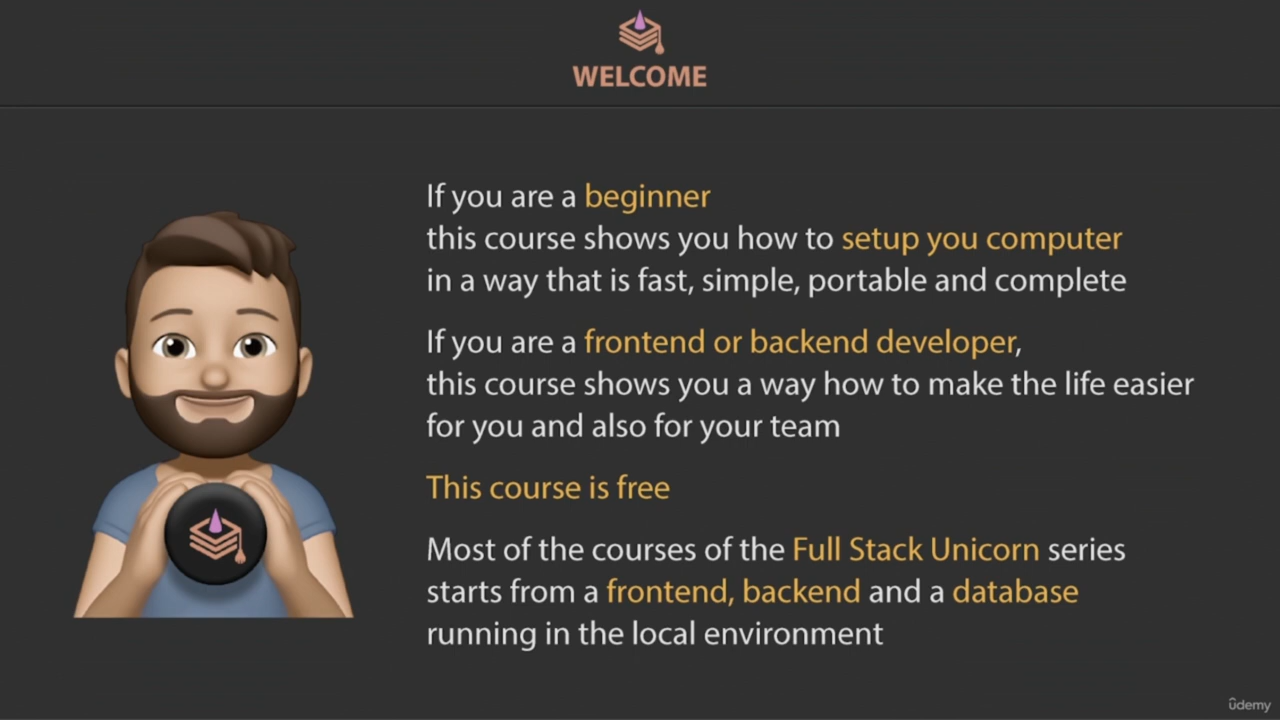 WELCOME
If you are a beginner
this course shows you how to setup you computer
in a way that is fast, simple, portable and complete
If you are a frontend or backend developer,
this course shows you a way how to make the life easier
for you and also for your team
This course is free
Most of the courses of the Full Stack Unicorn series
starts from a frontend, backend and a database
running in the local environment
ûdemy